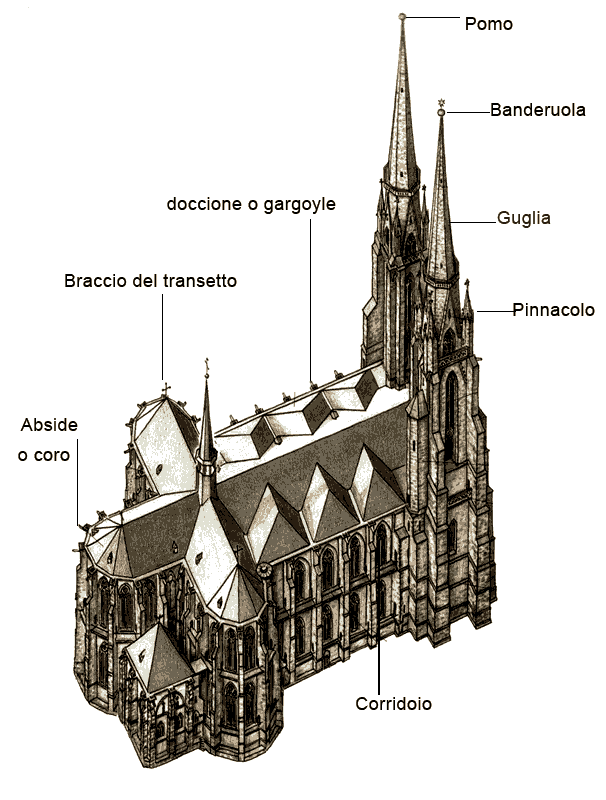 Pomo
Banderuola
doccione o gargoyle
Guglia
Braccio del transetto
Pinnacolo
Abside
o coro
Corridoio